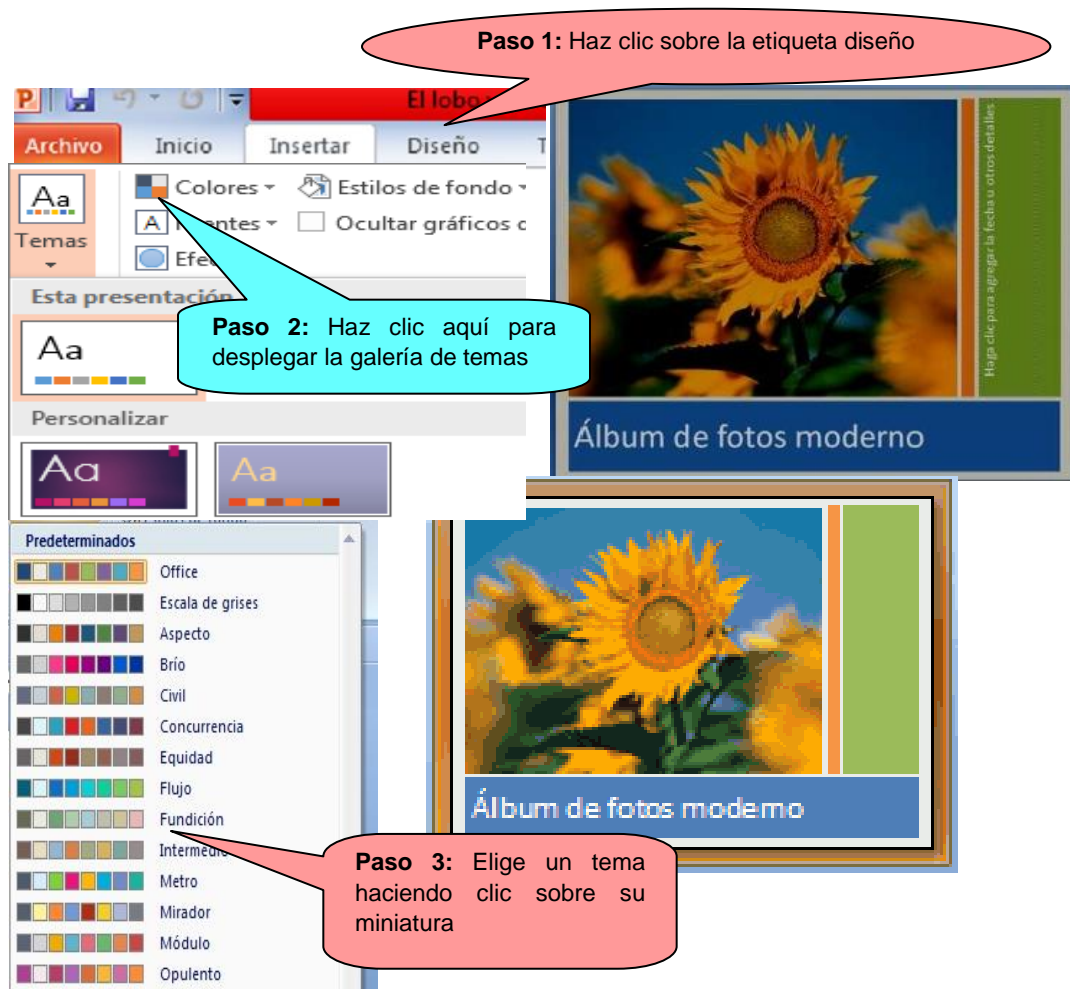 Paso 1: Haz clic sobre la etiqueta diseño
El lobo
Archivo Inicio Insertar Diseño
Aa
Temas
Colores
Estilos de fondo
A
Ocultar gráficos
Esta presentación
Paso 2: Haz clic aquí para
desplegar la galería de temas
Aa
Personalizar
Aa
Aa
Haga clic para agregar la fecha u otros detalles
Álbum de fotos moderno
Predeterminados
Office
Escala de grises
Aspecto
Brío
Civil
Concurrencia
Equidad
Flujo
Fundición
Intermedio
Metro
Mirador
Módulo
Opulento
Álbum de fotos moderno
Paso 3: Elige un tema
haciendo clic sobre su
miniatura